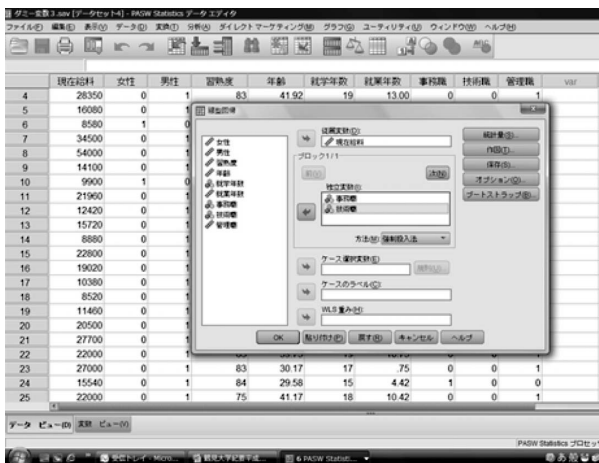 ダミー変数3.sav [データセット4] - PASW Statistics データ エディタ
ファイル(F) 編集(E) 表示(V) データ(D) 変換(T) 分析(A) ダイレクトマーケティング(M) グラフ(G) ユーティリティ(U) ウィンドウ(W) ヘルプ(H)
現在給料 女性 男性 習熟度 年齢 就学年数 就業年数 事務職 技術職 管理職 var
4 28350 0 1 83 41.92 19 13.00 0 0 1
5 16080 0
6 8580 1
7 34500 0
8 54000 0
9 14100 0
10 9900 1
11 21960 0
12 12420 0
13 15720 0
14 8880 0
15 22800 0
16 19020 0
17 10380 0
18 8520 0
19 11460 0
20 20500 0
21 27700 0
22 22000 0
23 27000 0 1 83 30.17 17 .75 0 0 1
24 15540 0 1 84 29.58 15 4.42 1 0 0
25 22000 0 1 75 41.17 18 10.42 0 0 1
線型回帰
女性
男性
習熟度
年齢
就学年数
就業年数
事務職
技術職
管理職
従属変数(D):
現在給料
ブロック1/1
次(N)
独立変数(I):
事務職
技術職
方法(M): 強制投入法
ケース選択変数(E):
ケースのラベル(C):
WLS 重み(H):
統計量(S)...
作図(T)...
保存(S)...
オプション(O)...
ブートストラップ(B)...
OK 貼り付け(P) 戻す(R) キャンセル ヘルプ
データ ビュー(D) 変数 ビュー(V)
PASW Statistics プロセッ
受信トレイ - Micro... 鶴見大学紀要平成... 6 PASW Statisti...